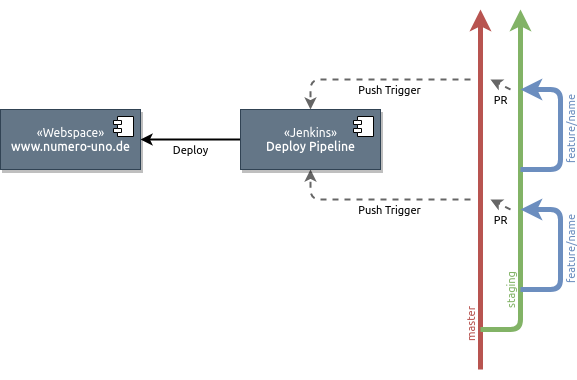 Push Trigger
PR
feature/name
«Webspace»
www.numero-uno.de
Deploy
«Jenkins»
Deploy Pipeline
Push Trigger
PR
feature/name
staging
master